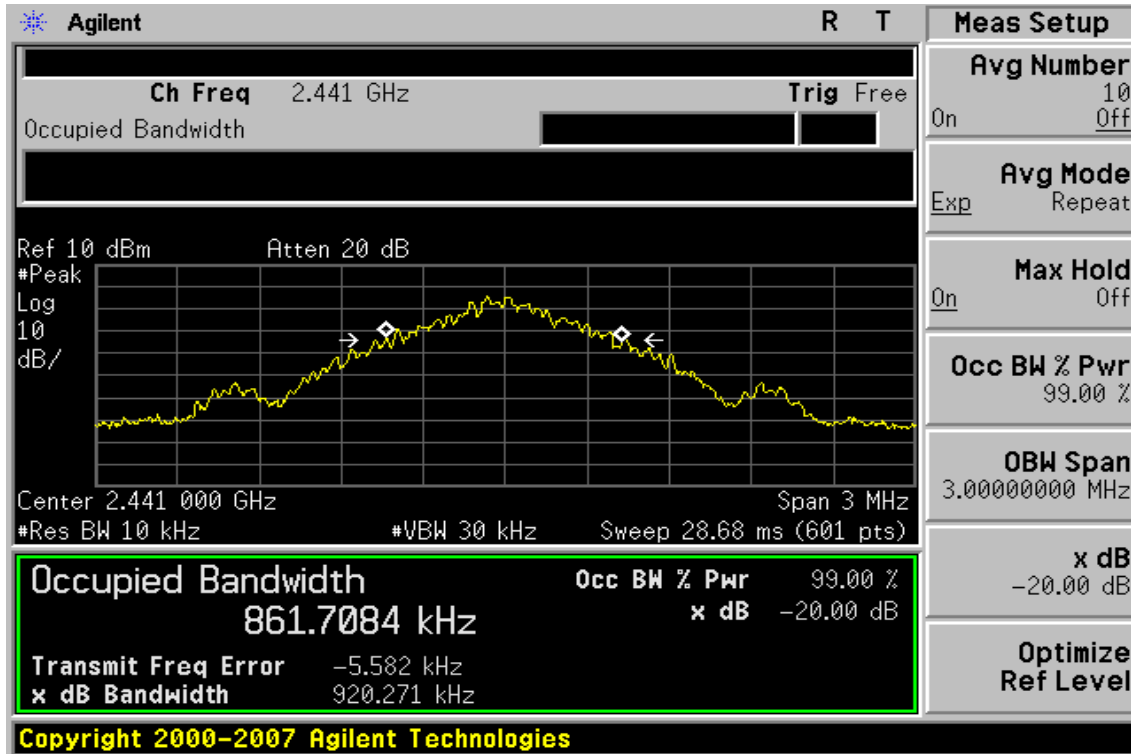 Agilent R T
Ch Freq 2.441 GHz Trig Free
Occupied Bandwidth
Ref 10 dBm Atten 20 dB
#Peak
Log
10
dB/
Center 2.441 000 GHz Span 3 MHz
#Res BW 10 kHz #VBW 30 kHz Sweep 28.68 ms (601 pts)
Occupied Bandwidth Occ BW % Pwr 99.00 %
861.7084 kHz x dB -20.00 dB
Transmit Freq Error -5.582 kHz
x dB Bandwidth 920.271 kHz
Copyright 2000-2007 Agilent Technologies
Meas Setup
Avg Number
10
On Off
Avg Mode
Exp Repeat
Max Hold
On Off
Occ BW % Pwr
99.00 %
OBW Span
3.00000000 MHz
x dB
-20.00 dB
Optimize
Ref Level